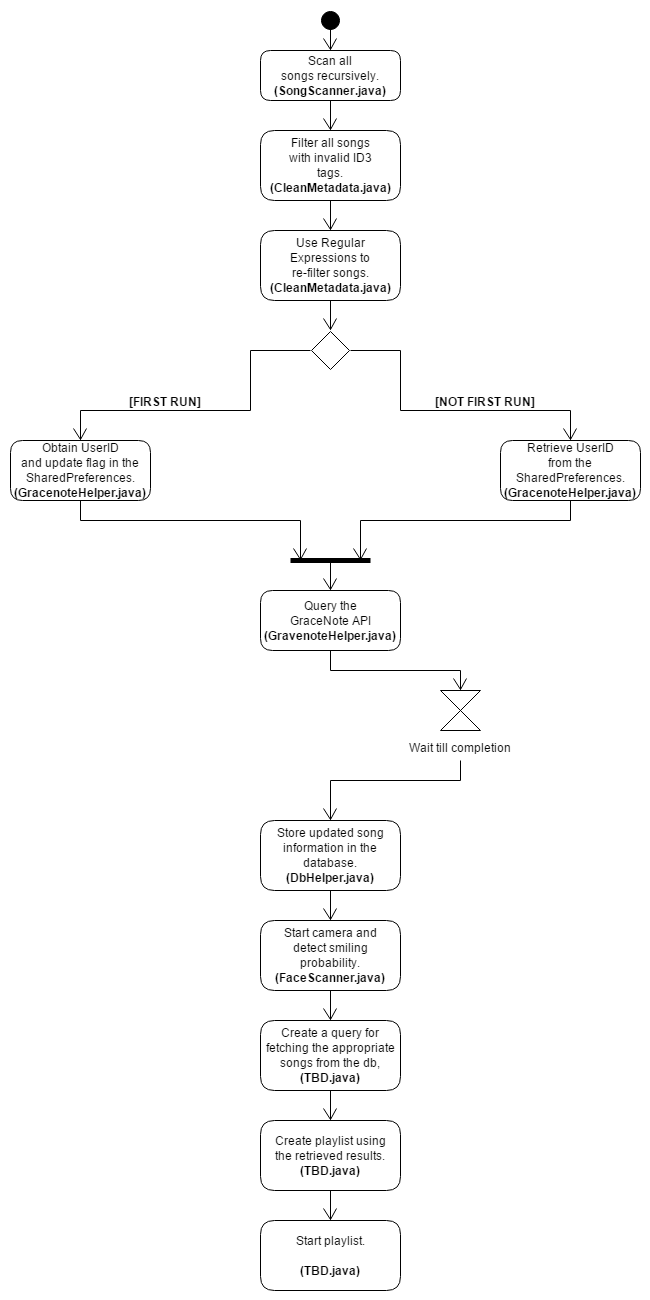 Scan all
songs recursively.
(SongScanner.java)
Filter all songs
with invalid ID3
tags.
(CleanMetadata.java)
Use Regular
Expressions to
re-filter songs.
(CleanMetadata.java)
[FIRST RUN]
[NOT FIRST RUN]
Obtain UserID
and update flag in the
SharedPreferences.
(GracenoteHelper.java)
Retrieve UserID
from the
SharedPreferences.
(GracenoteHelper.java)
Query the
GraceNote API
(GravenoteHelper.java)
Wait till completion
Store updated song
information in the
database.
(DbHelper.java)
Start camera and
detect smiling
probability.
(FaceScanner.java)
Create a query for
fetching the appropriate
songs from the db,
(TBD.java)
Create playlist using
the retrieved results.
(TBD.java)
Start playlist.
(TBD.java)